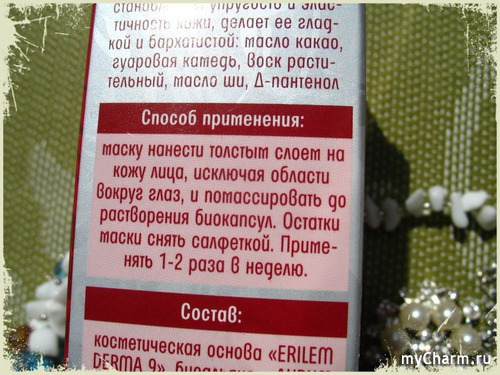 упругость и элас-
тичность кожи, делает ее глад-
кой и бархатистой: масло какао,
гуаровая камедь, воск расти-
тельный, масло ши, Д-пантенол
Способ применения:
маску нанести толстым слоем на
кожу лица, исключая области
вокруг глаз, и помассировать до
растворения биокапсул. Остатки
маски снять салфеткой. Приме-
нять 1-2 раза в неделю.
Состав:
косметическая основа «ERILEM
DERMA 9»
myCharm.ru